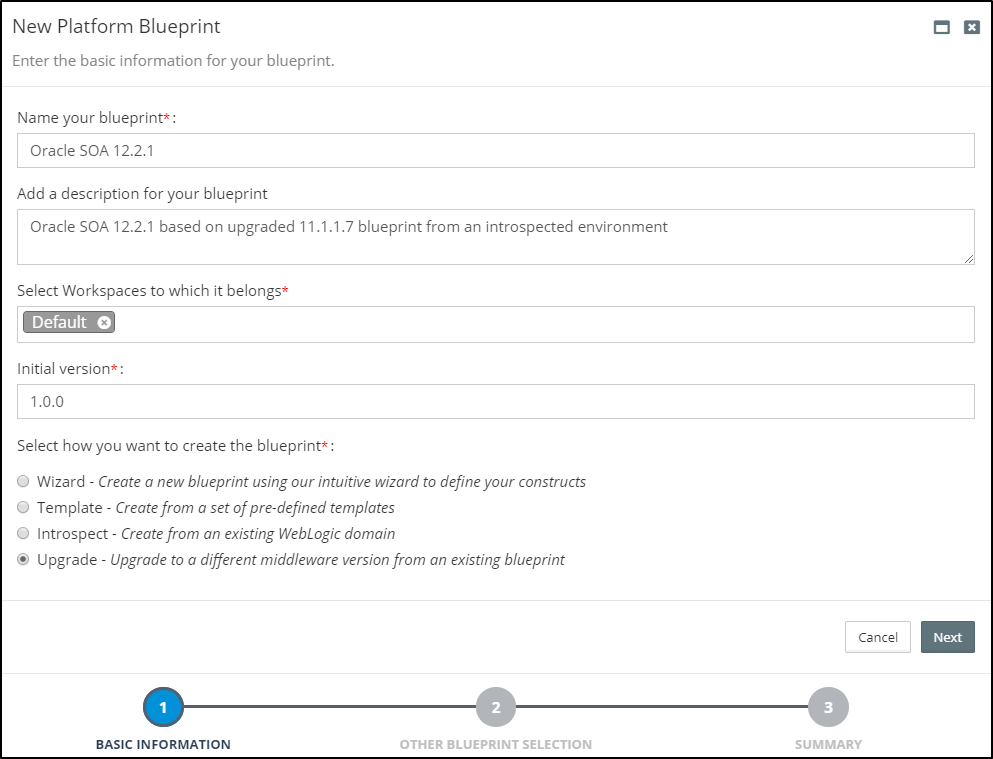 New Platform Blueprint
Enter the basic information for your blueprint.
Name your blueprint*:
Oracle SOA 12.2.1
Add a description for your blueprint
Oracle SOA 12.2.1 based on upgraded 11.1.1.7 blueprint from an introspected environment
Select Workspaces to which it belongs*
Default
Initial version*:
1.0.0
Select how you want to create the blueprint*:
Wizard - Create a new blueprint using our intuitive wizard to define your constructs
Template - Create from a set of pre-defined templates
Introspect - Create from an existing WebLogic domain
Upgrade - Upgrade to a different middleware version from an existing blueprint
Cancel Next
1 2 3
BASIC INFORMATION OTHER BLUEPRINT SELECTION SUMMARY